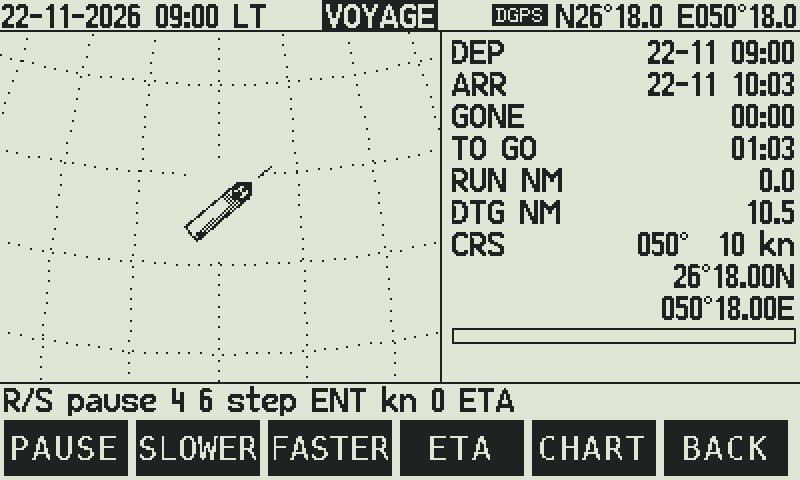 22-11-2026 09:00 LT VOYAGE DGPS N26°18.0 E050°18.0
DEP 22-11 09:00
ARR 22-11 10:03
GONE 00:00
TO GO 01:03
RUN NM 0.0
DTG NM 10.5
CRS 050° 10 kn
26°18.00N
050°18.00E
R/S pause 4 6 step ENT kn 0 ETA
PAUSE SLOWER FASTER ETA CHART BACK